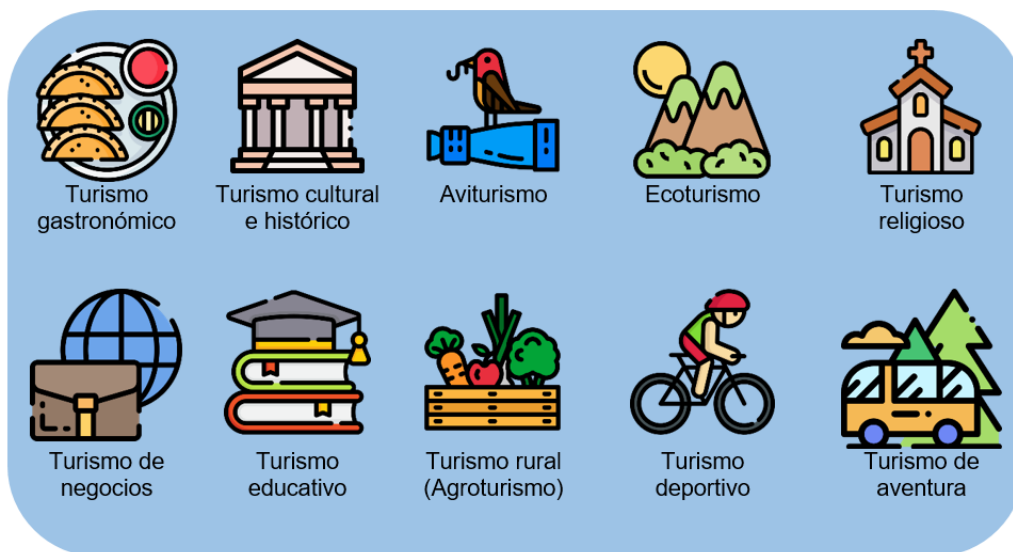 Turismo
gastronómico
Turismo cultural
e histórico
Aviturismo
Ecoturismo
Turismo
religioso
Turismo de
negocios
Turismo
educativo
Turismo rural
(Agroturismo)
Turismo
deportivo
Turismo de
aventura